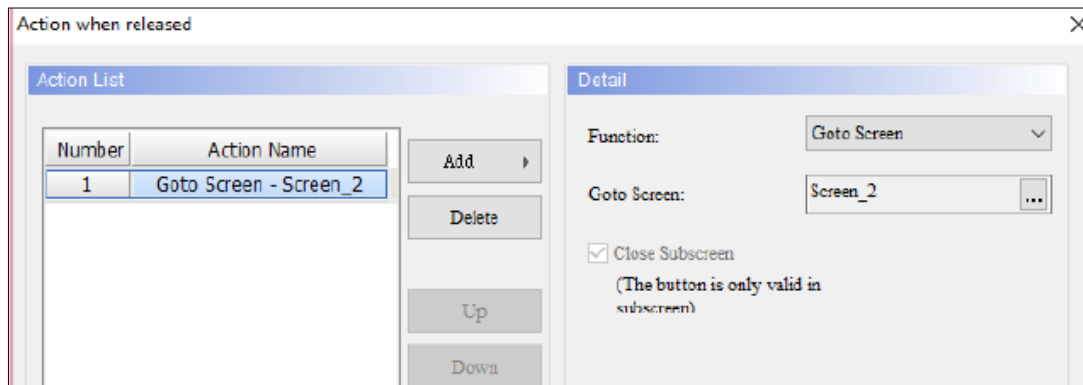 Action when released
Action List
Number Action Name
1 Goto Screen - Screen_2
Add
Delete
Up
Down
Detail
Function: Goto Screen
Goto Screen: Screen_2 ...
Close Subscreen
(The button is only valid in
subscreen)